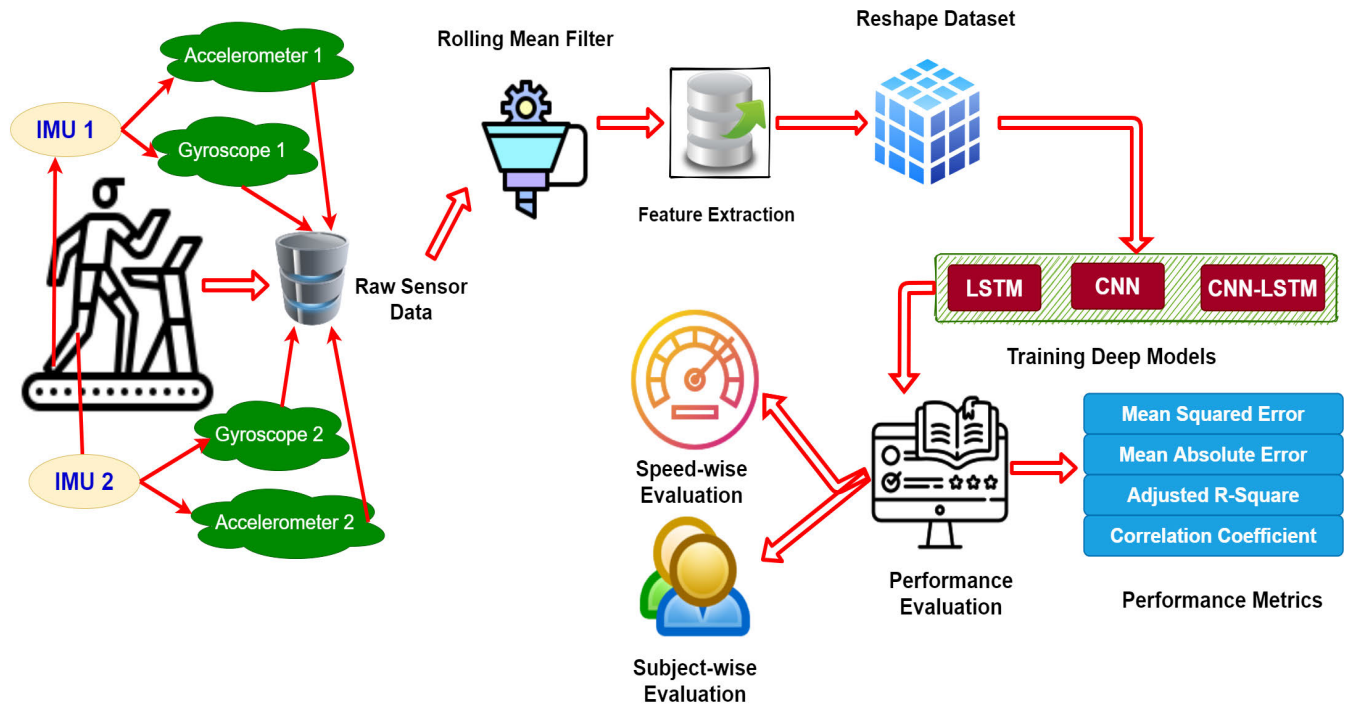 Accelerometer 1
IMU 1
Gyroscope 1
Raw Sensor
Data
Gyroscope 2
IMU 2
Accelerometer 2
Rolling Mean Filter
Feature Extraction
Reshape Dataset
LSTM
CNN
CNN-LSTM
Training Deep Models
Speed-wise
Evaluation
Subject-wise
Evaluation
Performance
Evaluation
Mean Squared Error
Mean Absolute Error
Adjusted R-Square
Correlation Coefficient
Performance Metrics